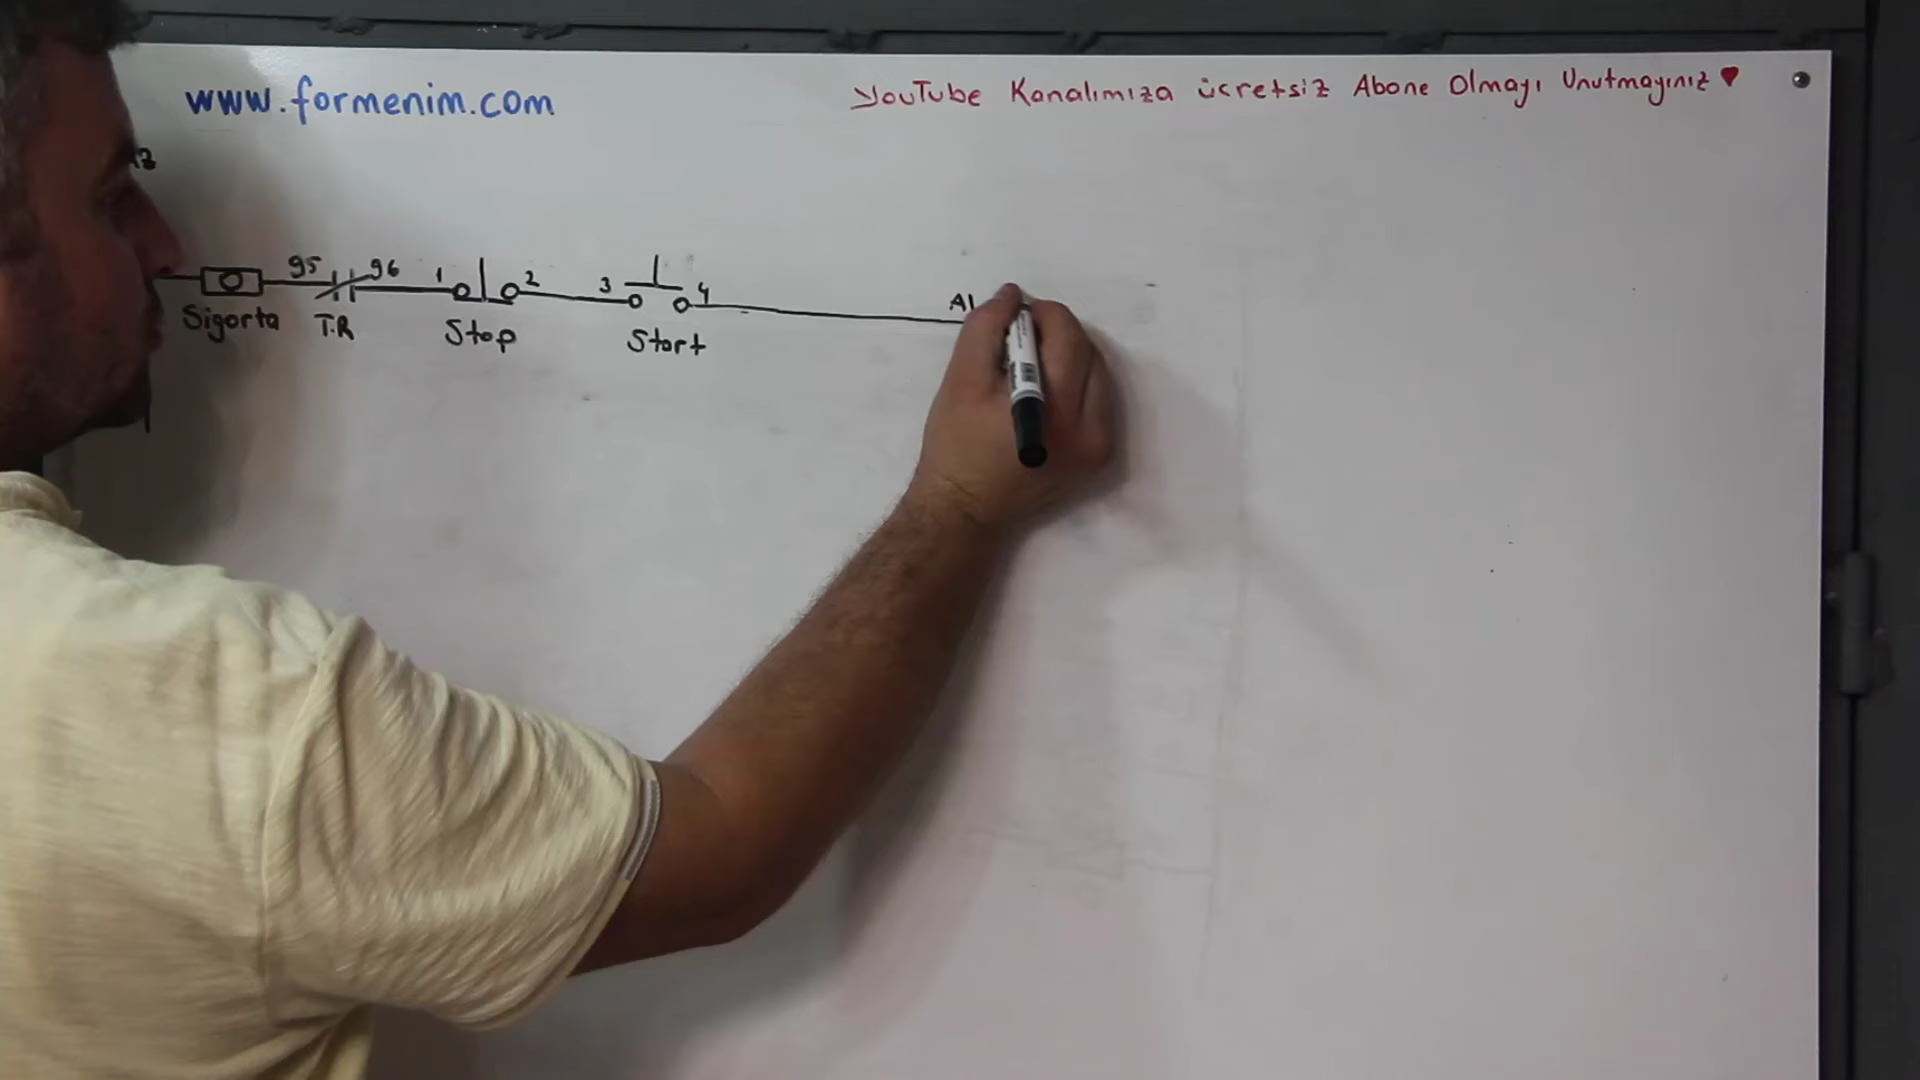 www.formenim.com
YouTube Kanalımıza ücretsiz Abone Olmayı Unutmayınız ♥
95 96 1 2 3 4 A1
Sigorta T.R Stop Start